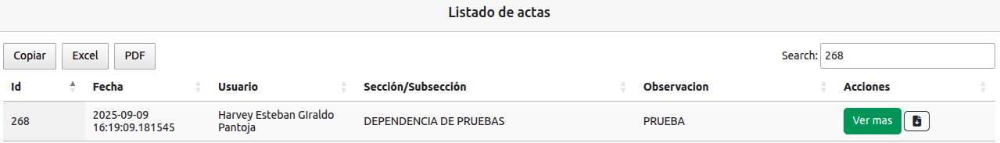 Listado de actas
Copiar Excel PDF Search: 268
Id Fecha Usuario Sección/Subsección Observacion Acciones
268 2025-09-09 16:19:09.181545 Harvey Esteban GIraldo Pantoja DEPENDENCIA DE PRUEBAS PRUEBA Ver mas